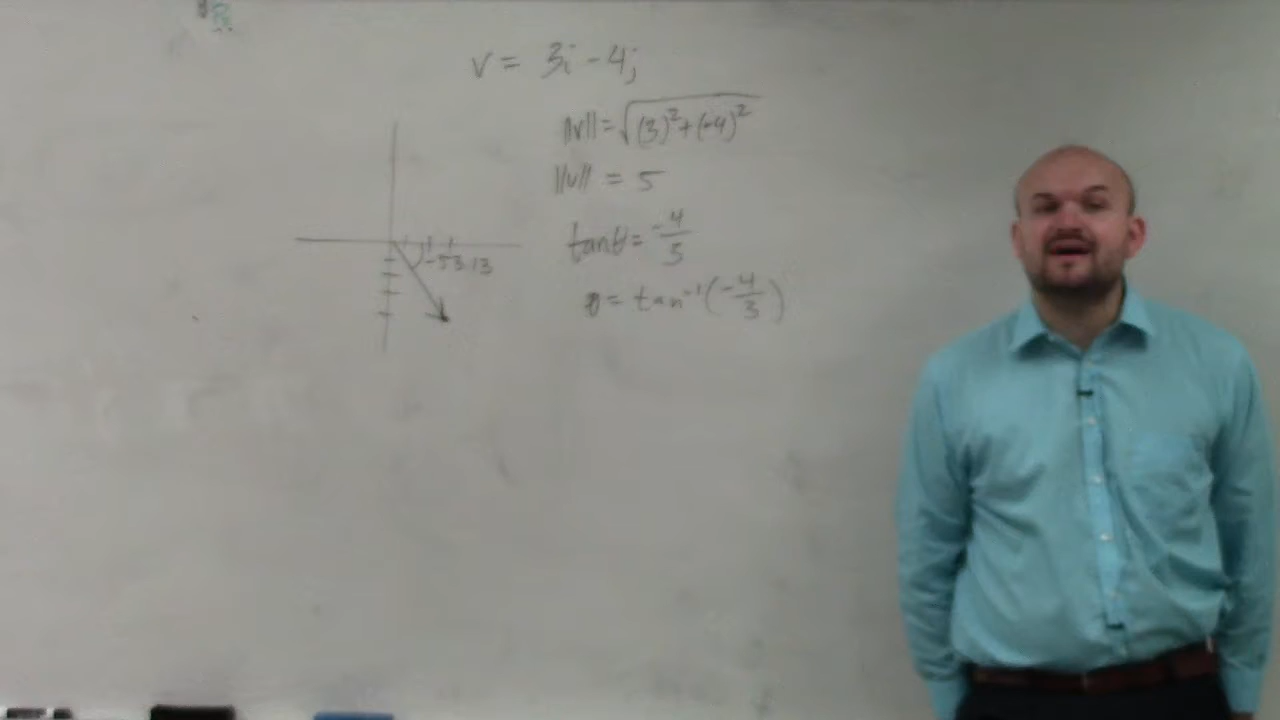 v = 3i - 4j
||v|| = √(3)²+(-4)²
||v|| = 5
tanθ = -4/3
-53.13
θ = tan⁻¹(-4/3)